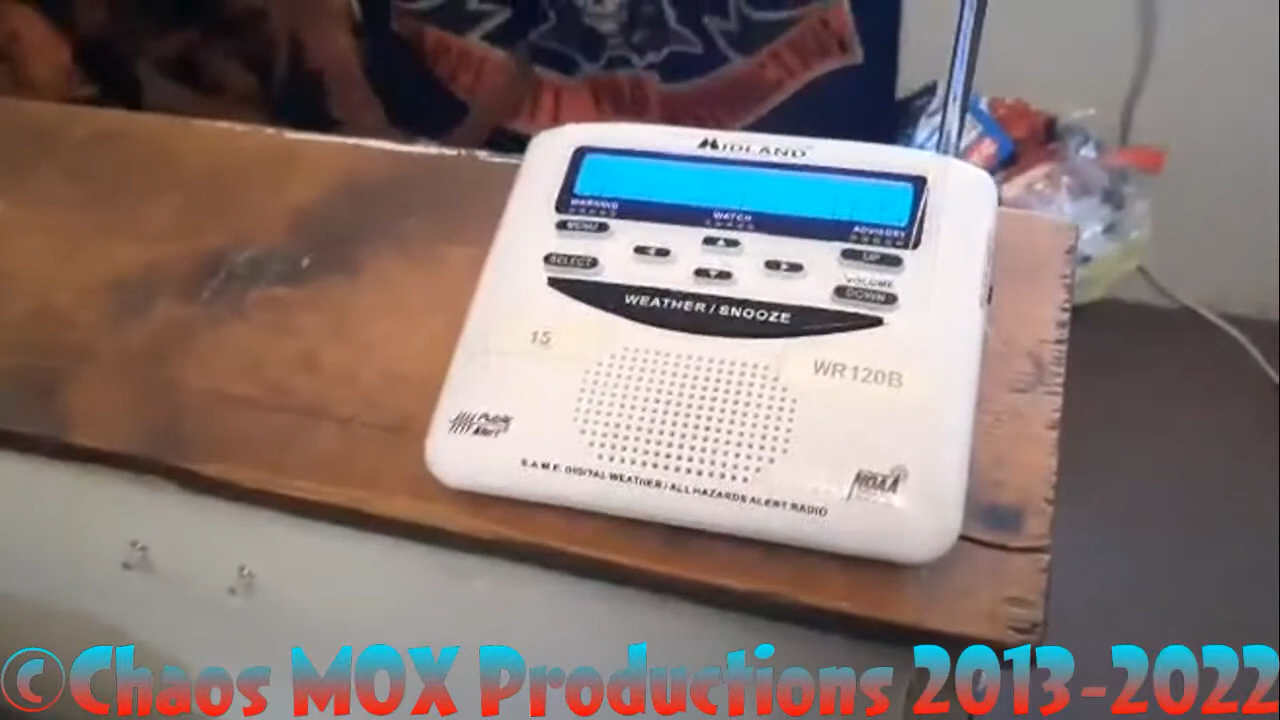 MIDLAND
WARNING
WATCH
ADVISORY
MENU
UP
SELECT
VOLUME
DOWN
WEATHER / SNOOZE
15
WR120B
Public
Alert
NOAA
S.A.M.E. DIGITAL WEATHER / ALL HAZARDS ALERT RADIO
©Chaos MOX Productions 2013-2022